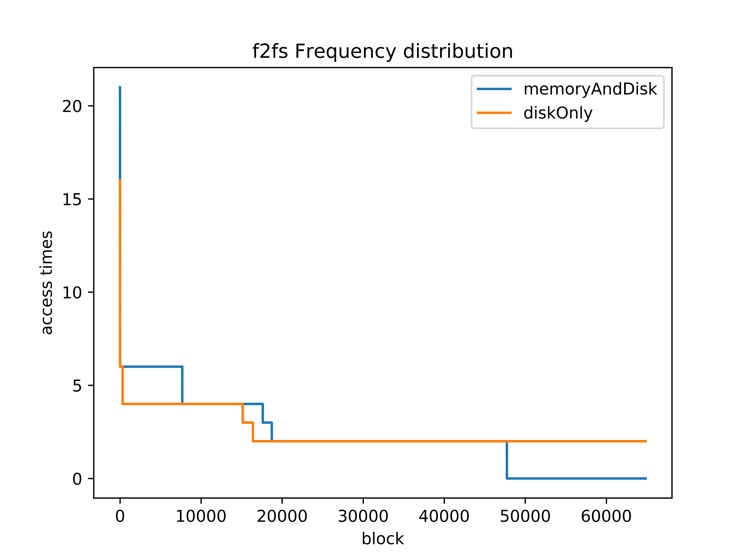 f2fs Frequency distribution
memoryAndDisk
diskOnly
access times
20
15
10
5
0
0 10000 20000 30000 40000 50000 60000
block